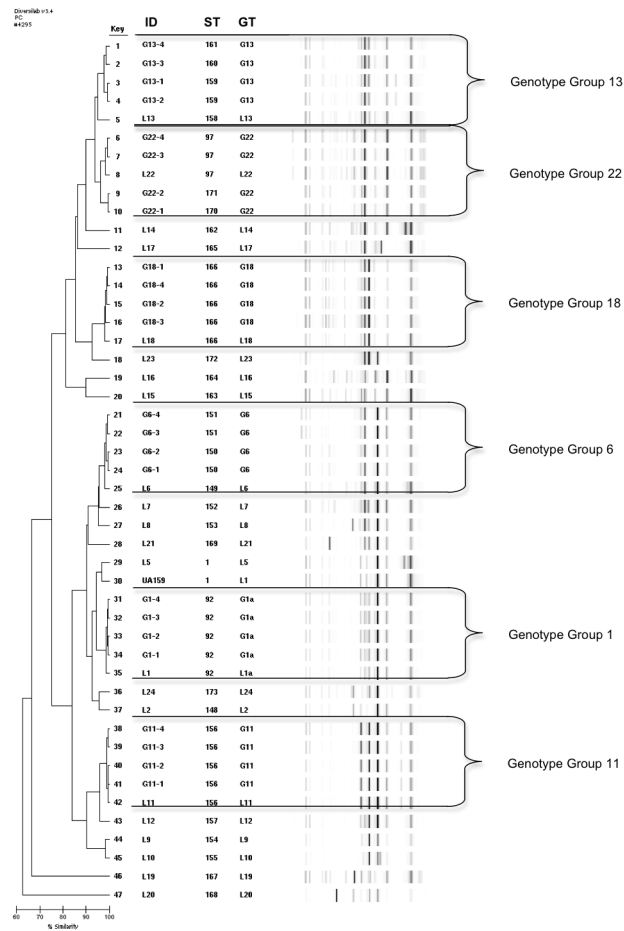 Diversilab v3.4
PC
#4295
Key ID ST GT
1 G13-4 161 G13
2 G13-3 160 G13
3 G13-1 159 G13
4 G13-2 159 G13
5 L13 158 L13
Genotype Group 13
6 G22-4 97 G22
7 G22-3 97 G22
8 L22 97 L22
9 G22-2 171 G22
10 G22-1 170 G22
Genotype Group 22
11 L14 162 L14
12 L17 165 L17
13 G18-1 166 G18
14 G18-4 166 G18
15 G18-2 166 G18
16 G18-3 166 G18
17 L18 166 L18
Genotype Group 18
18 L23 172 L23
19 L16 164 L16
20 L15 163 L15
21 G6-4 151 G6
22 G6-3 151 G6
23 G6-2 150 G6
24 G6-1 150 G6
25 L6 149 L6
Genotype Group 6
26 L7 152 L7
27 L8 153 L8
28 L21 169 L21
29 L5 1 L5
30 UA159 1 L1
31 G1-4 92 G1a
32 G1-3 92 G1a
33 G1-2 92 G1a
34 G1-1 92 G1a
35 L1 92 L1a
Genotype Group 1
36 L24 173 L24
37 L2 148 L2
38 G11-4 156 G11
39 G11-3 156 G11
40 G11-2 156 G11
41 G11-1 156 G11
42 L11 156 L11
Genotype Group 11
43 L12 157 L12
44 L9 154 L9
45 L10 155 L10
46 L19 167 L19
47 L20 168 L20
60 70 80 90 100
% Similarity